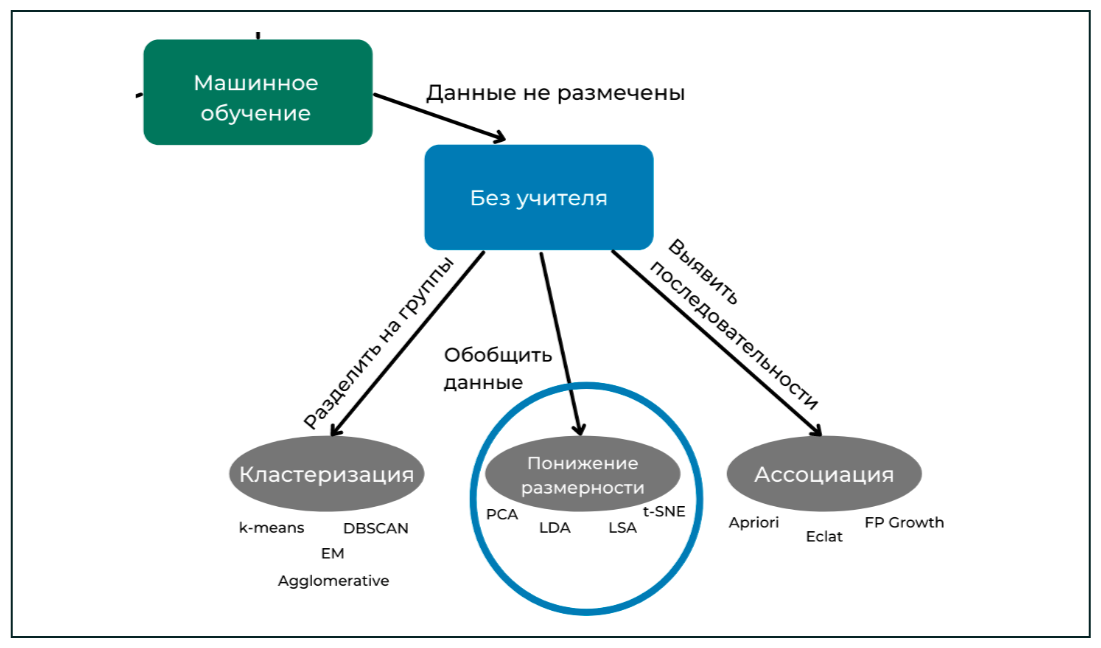 Машинное
обучение
Данные не размечены
Без учителя
Разделить на группы
Обобщить
данные
Выявить
последовательности
Кластеризация
Понижение
размерности
Ассоциация
k-means
DBSCAN
EM
Agglomerative
PCA
LDA
LSA
t-SNE
Apriori
Eclat
FP Growth